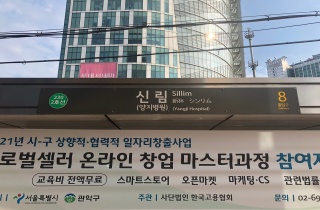 2호선
신 림
(양지병원)
Sillim
新林 シンリム
(Yangji Hospital)
8
21년 시-구 상향적·협력적 일자리창출사업
로벌셀러 온라인 창업 마스터과정 참여자
교육비 전액무료 스마트스토어 오픈마켓 마케팅·CS 관련법률
서울특별시 관악구 주관 | 사단법인 한국고용협회 문의 | 02-69